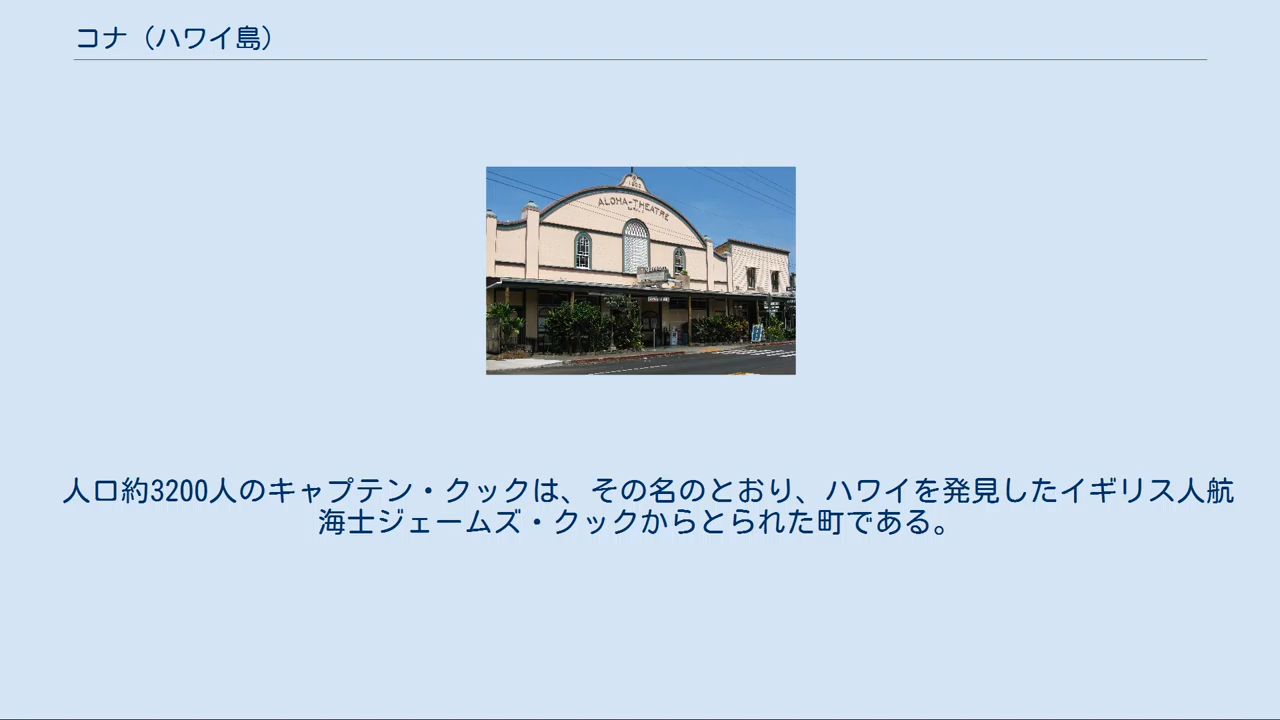 コナ（ハワイ島）
ALOHA-THEATRE
人口約3200人のキャプテン・クックは、その名のとおり、ハワイを発見したイギリス人航
海士ジェームズ・クックからとられた町である。